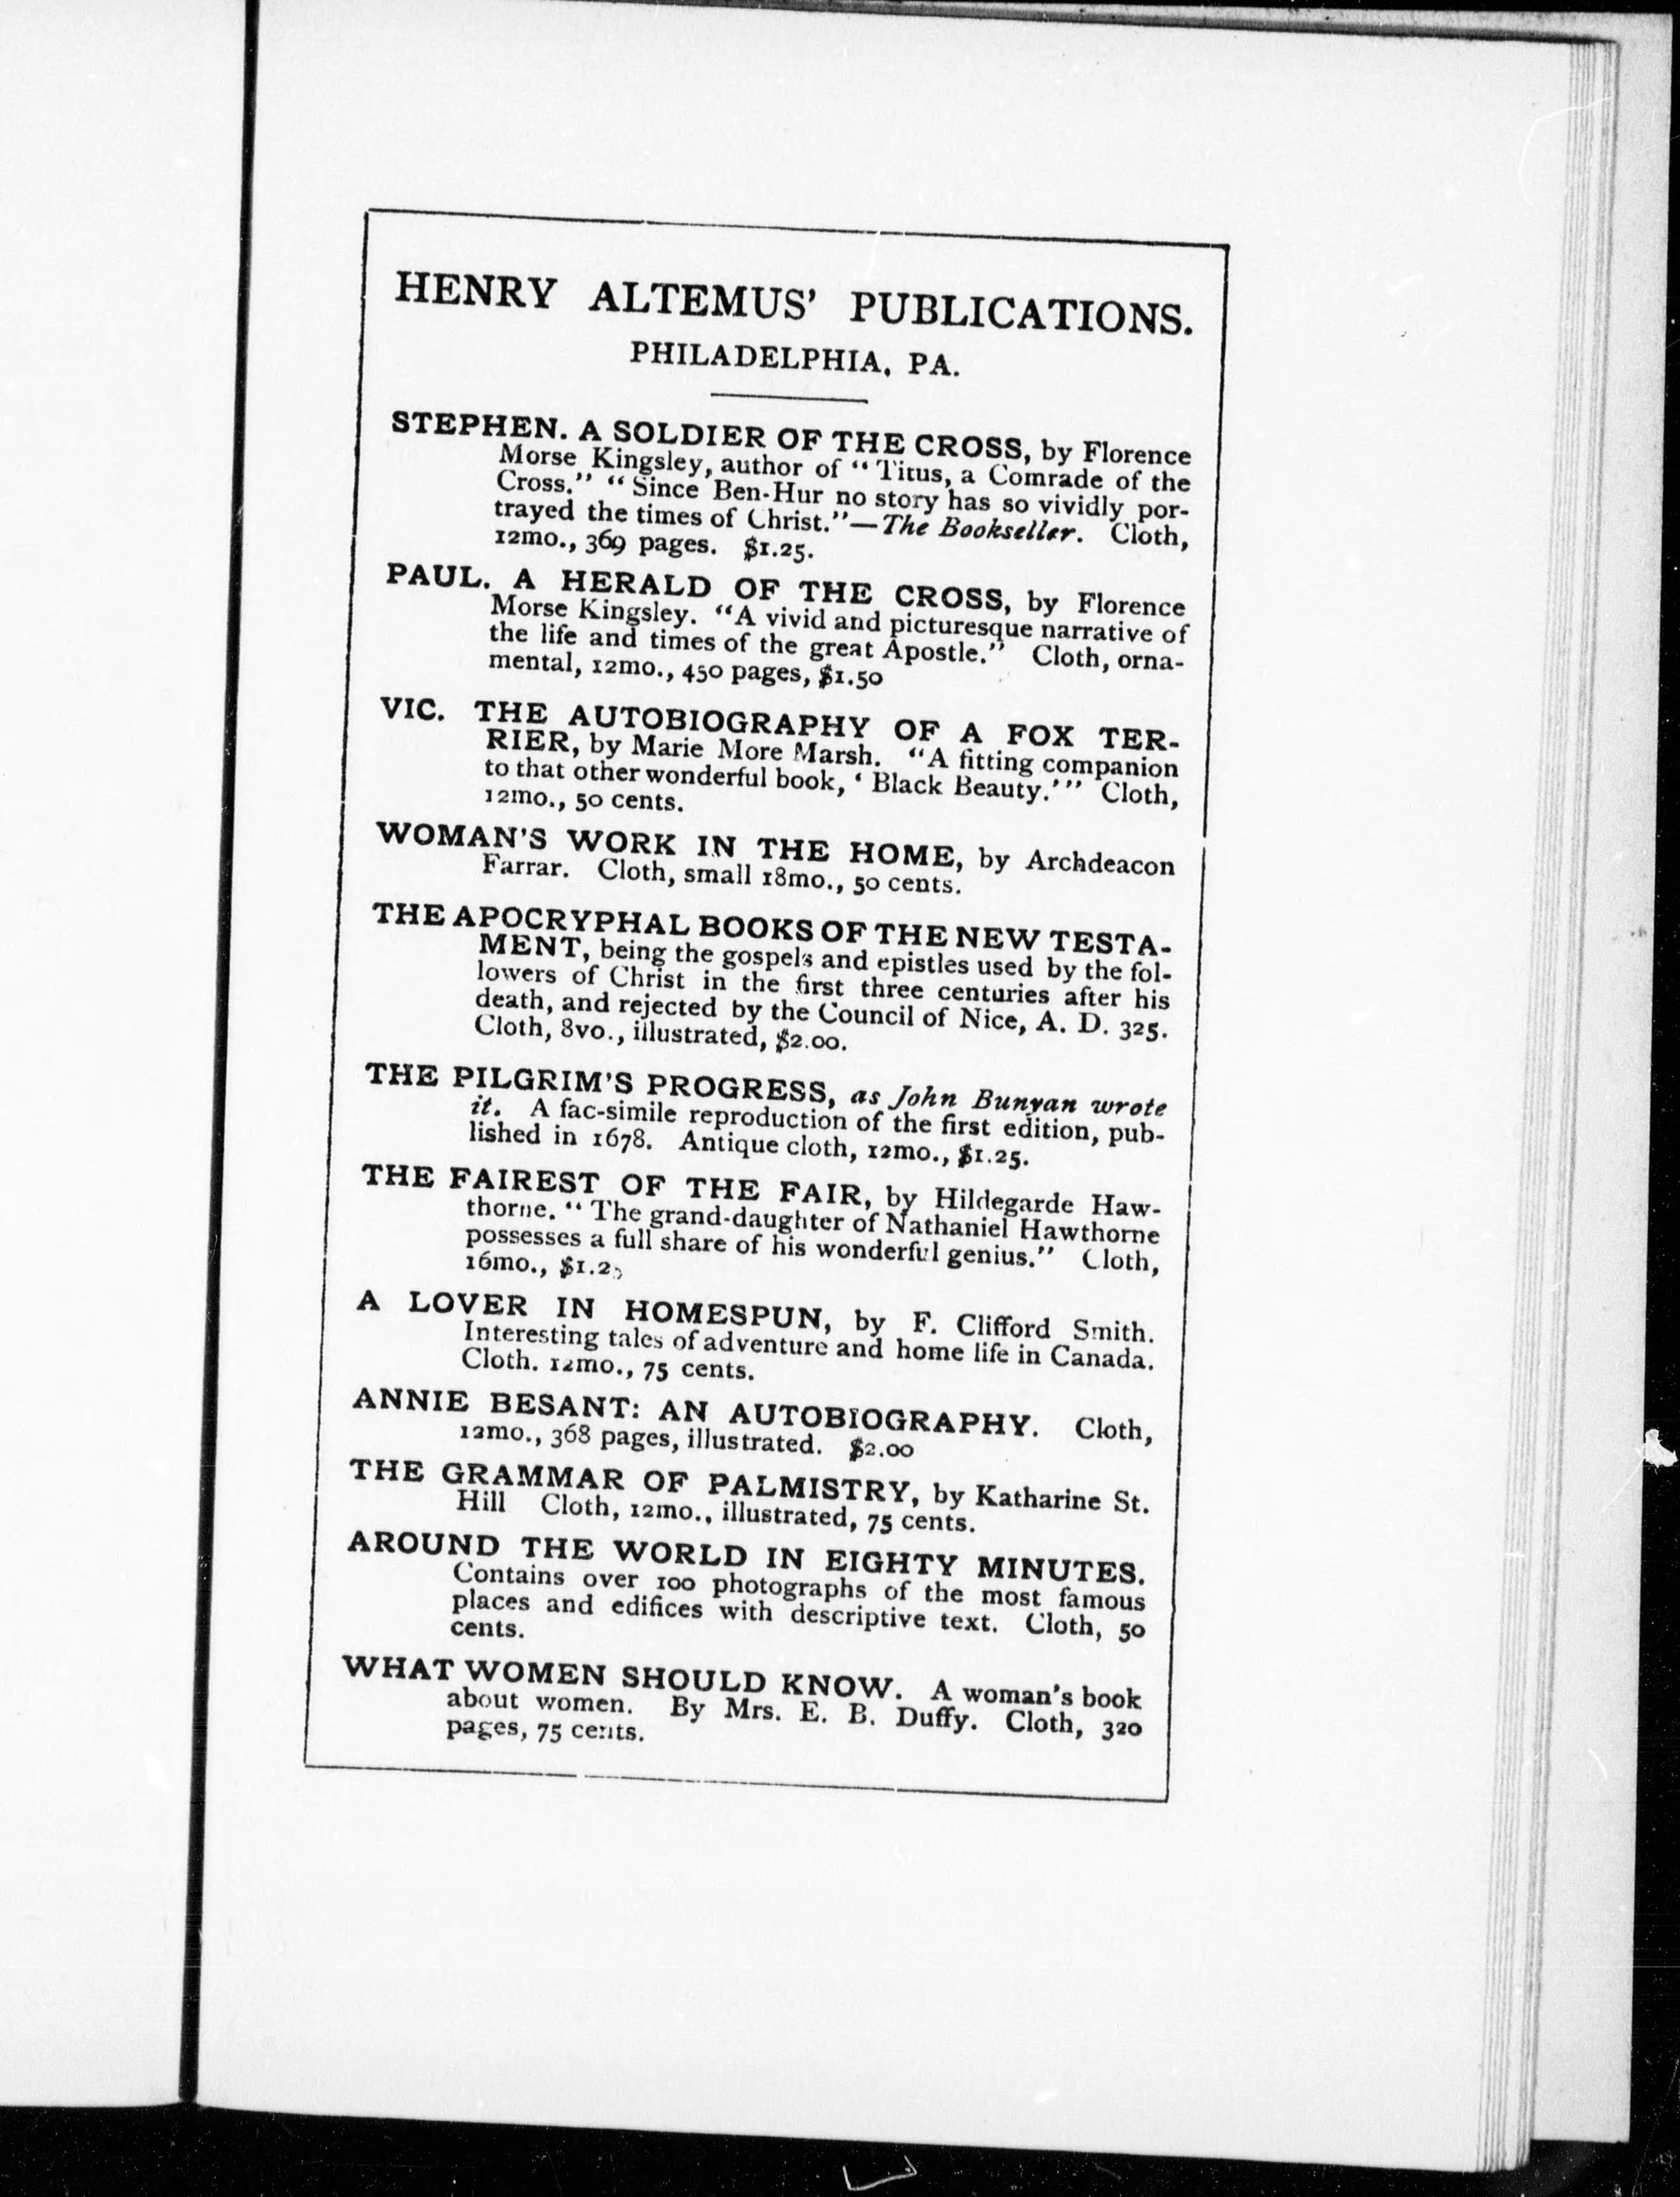 HENRY ALTEMUS' PUBLICATIONS.
PHILADELPHIA, PA.
STEPHEN. A SOLDIER OF THE CROSS, by Florence
Morse Kingsley, author of "Titus, a Comrade of the
Cross." "Since Ben-Hur no story has so vividly por-
trayed the times of Christ."—The Bookseller. Cloth,
12mo., 369 pages. $1.25.
PAUL. A HERALD OF THE CROSS, by Florence
Morse Kingsley. "A vivid and picturesque narrative of
the life and times of the great Apostle." Cloth, orna-
mental, 12mo., 450 pages, $1.50
VIC. THE AUTOBIOGRAPHY OF A FOX TER-
RIER, by Marie More Marsh. "A fitting companion
to that other wonderful book, 'Black Beauty.'" Cloth,
12mo., 50 cents.
WOMAN'S WORK IN THE HOME, by Archdeacon
Farrar. Cloth, small 18mo., 50 cents.
THE APOCRYPHAL BOOKS OF THE NEW TESTA-
MENT, being the gospels and epistles used by the fol-
lowers of Christ in the first three centuries after his
death, and rejected by the Council of Nice, A. D. 325.
Cloth, 8vo., illustrated, $2.00.
THE PILGRIM'S PROGRESS, as John Bunyan wrote
it. A fac-simile reproduction of the first edition, pub-
lished in 1678. Antique cloth, 12mo., $1.25.
THE FAIREST OF THE FAIR, by Hildegarde Haw-
thorne. "The grand-daughter of Nathaniel Hawthorne
possesses a full share of his wonderful genius." Cloth,
16mo.,
A LOVER IN HOMESPUN, by F. Clifford Smith.
Interesting tales of adventure and home life in Canada.
Cloth. 12mo., 75 cents.
ANNIE BESANT: AN AUTOBIOGRAPHY. Cloth,
12mo., 368 pages, illustrated. $2.00
THE GRAMMAR OF PALMISTRY, by Katharine St.
Hill Cloth, 12mo., illustrated, 75 cents.
AROUND THE WORLD IN EIGHTY MINUTES.
Contains over 100 photographs of the most famous
places and edifices with descriptive text. Cloth, 50
cents.
WHAT WOMEN SHOULD KNOW. A woman's book
about women. By Mrs. E. B. Duffy. Cloth, 320
pages, 75 cents.